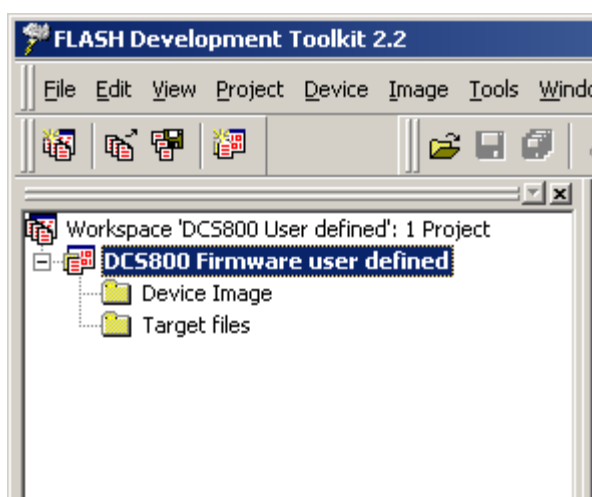 FLASH Development Toolkit 2.2
File Edit View Project Device Image Tools
Workspace 'DCS800 User defined': 1 Project
DCS800 Firmware user defined
Device Image
Target files